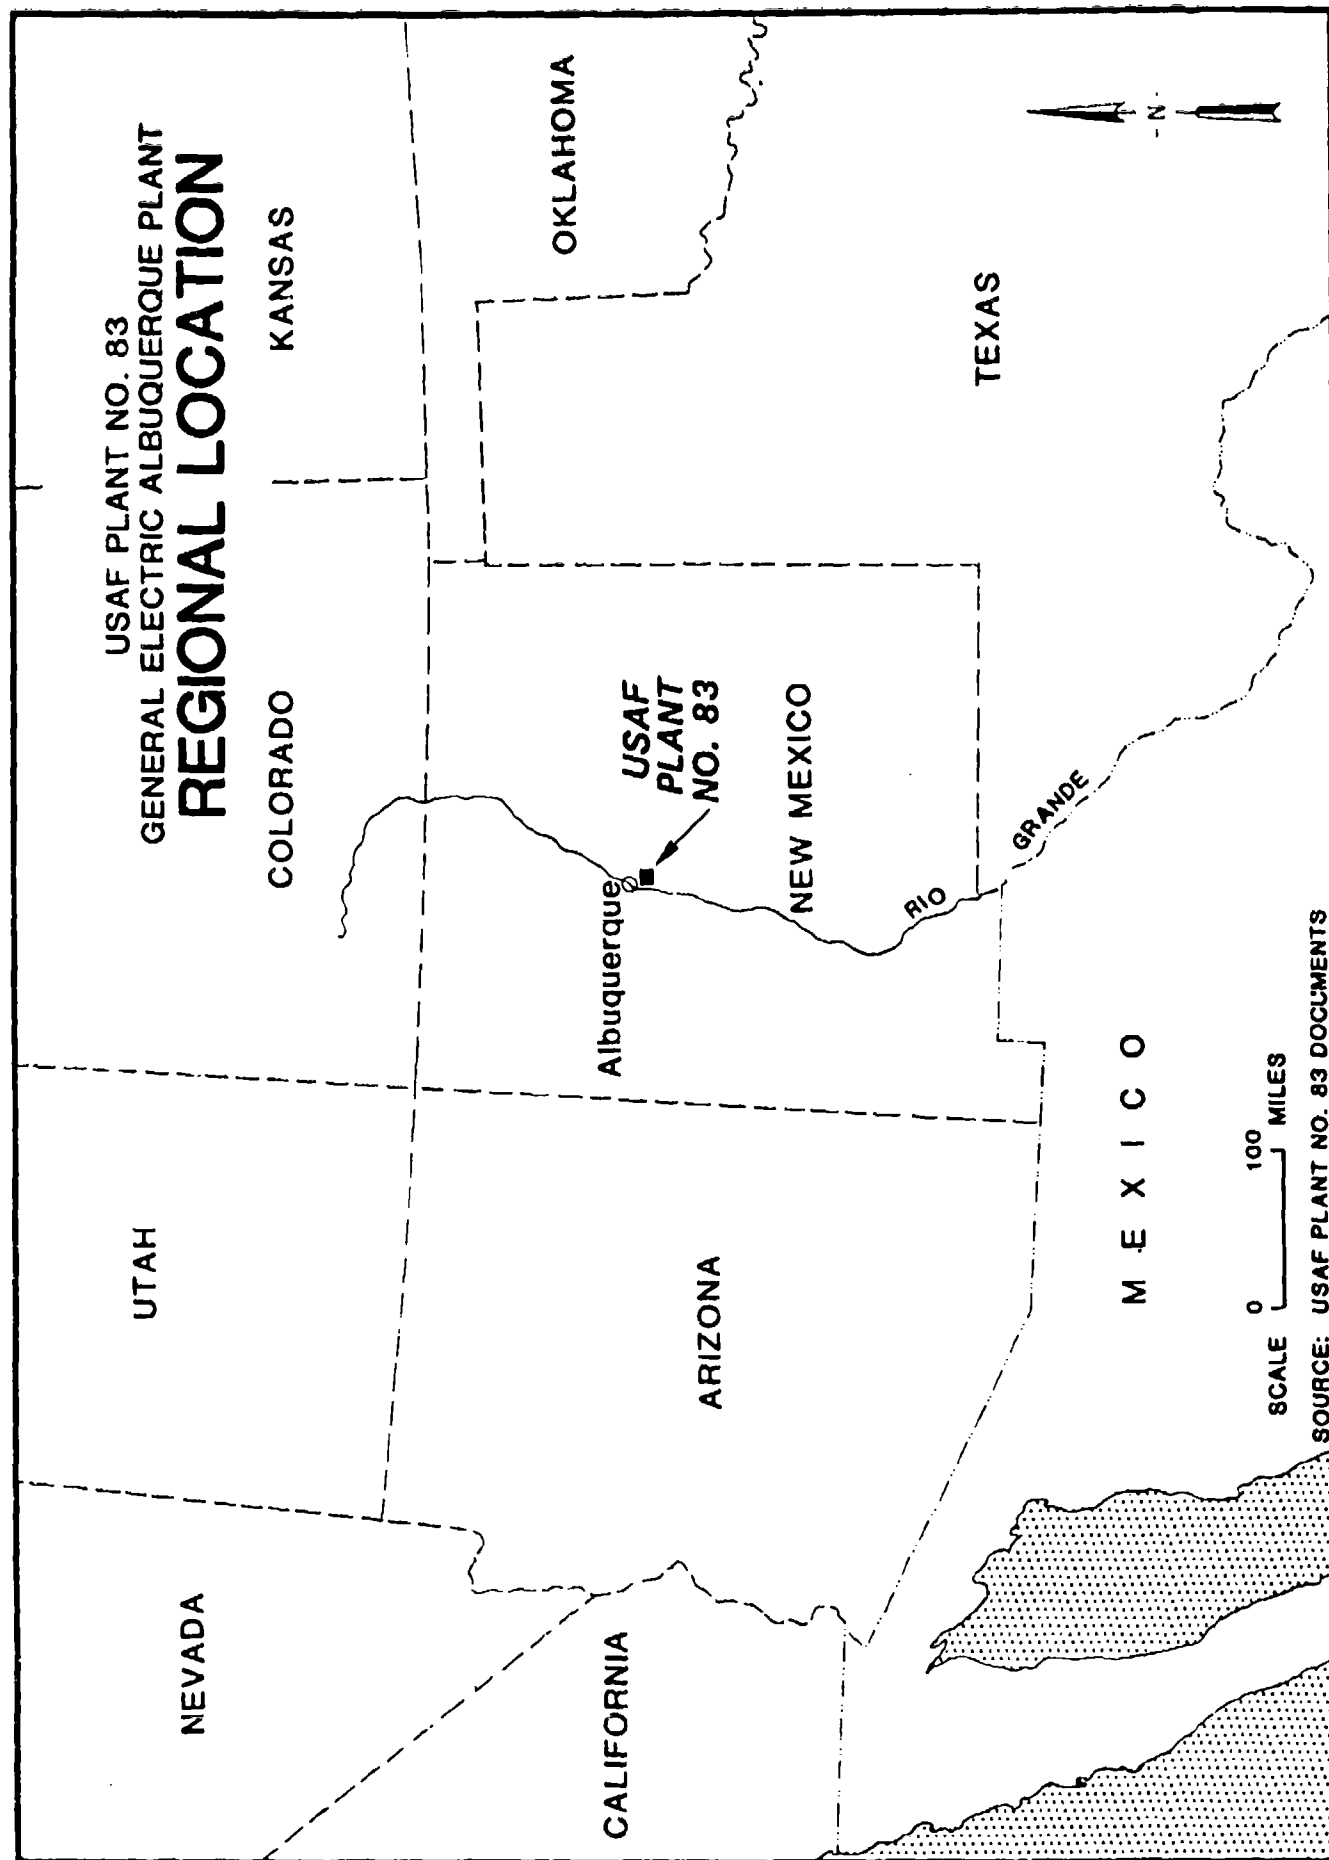 USAF PLANT NO. 83
GENERAL ELECTRIC ALBUQUERQUE PLANT
REGIONAL LOCATION
NEVADA
UTAH
COLORADO
KANSAS
OKLAHOMA
CALIFORNIA
ARIZONA
Albuquerque
USAF
PLANT
NO. 83
NEW MEXICO
TEXAS
RIO
GRANDE
MEXICO
-N-
SCALE
0
100
MILES
SOURCE: USAF PLANT NO. 83 DOCUMENTS